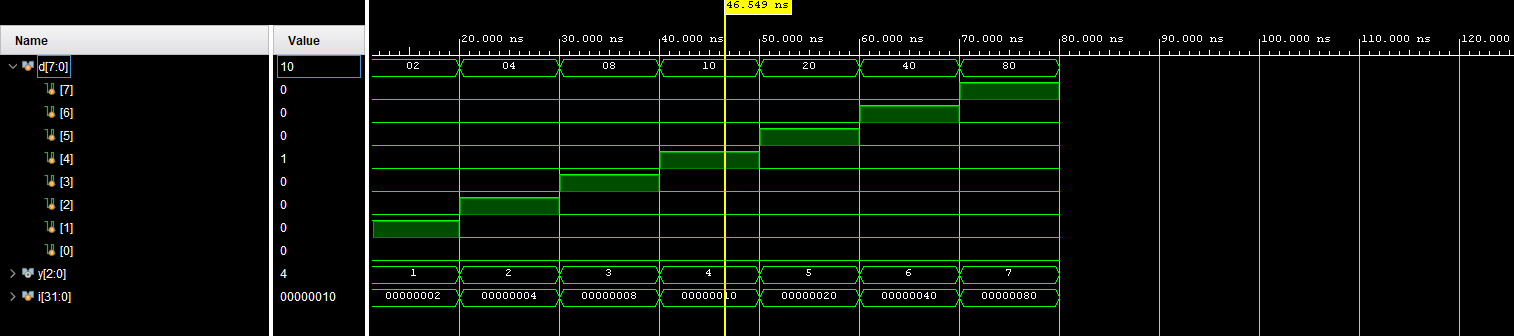 46.549 ns
Name Value
20.000 ns 30.000 ns 40.000 ns 50.000 ns 60.000 ns 70.000 ns 80.000 ns 90.000 ns 100.000 ns 110.000 ns 120.000
d[7:0] 10 02 04 08 10 20 40 80
[7] 0
[6] 0
[5] 0
[4] 1
[3] 0
[2] 0
[1] 0
[0] 0
y[2:0] 4 1 2 3 4 5 6 7
i[31:0] 00000010 00000002 00000004 00000008 00000010 00000020 00000040 00000080